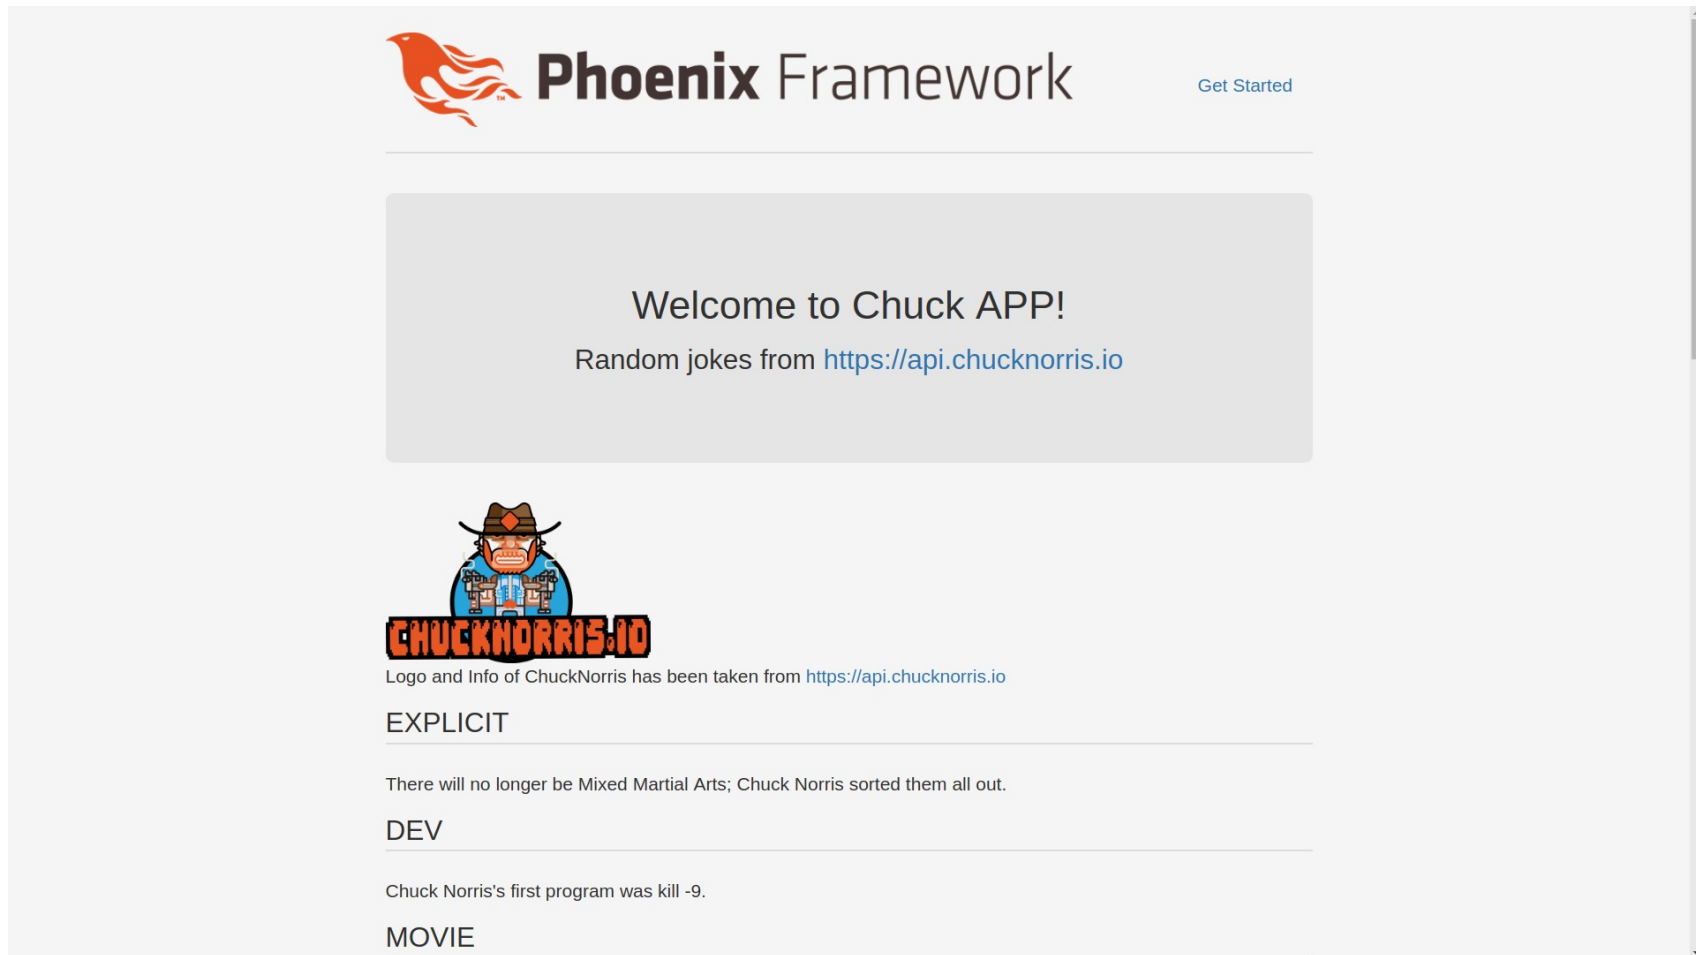 Phoenix Framework
TM
Get Started
Welcome to Chuck APP!
Random jokes from https://api.chucknorris.io
CHUCKNORRIS.IO
Logo and Info of ChuckNorris has been taken from https://api.chucknorris.io
EXPLICIT
There will no longer be Mixed Martial Arts; Chuck Norris sorted them all out.
DEV
Chuck Norris's first program was kill -9.
MOVIE